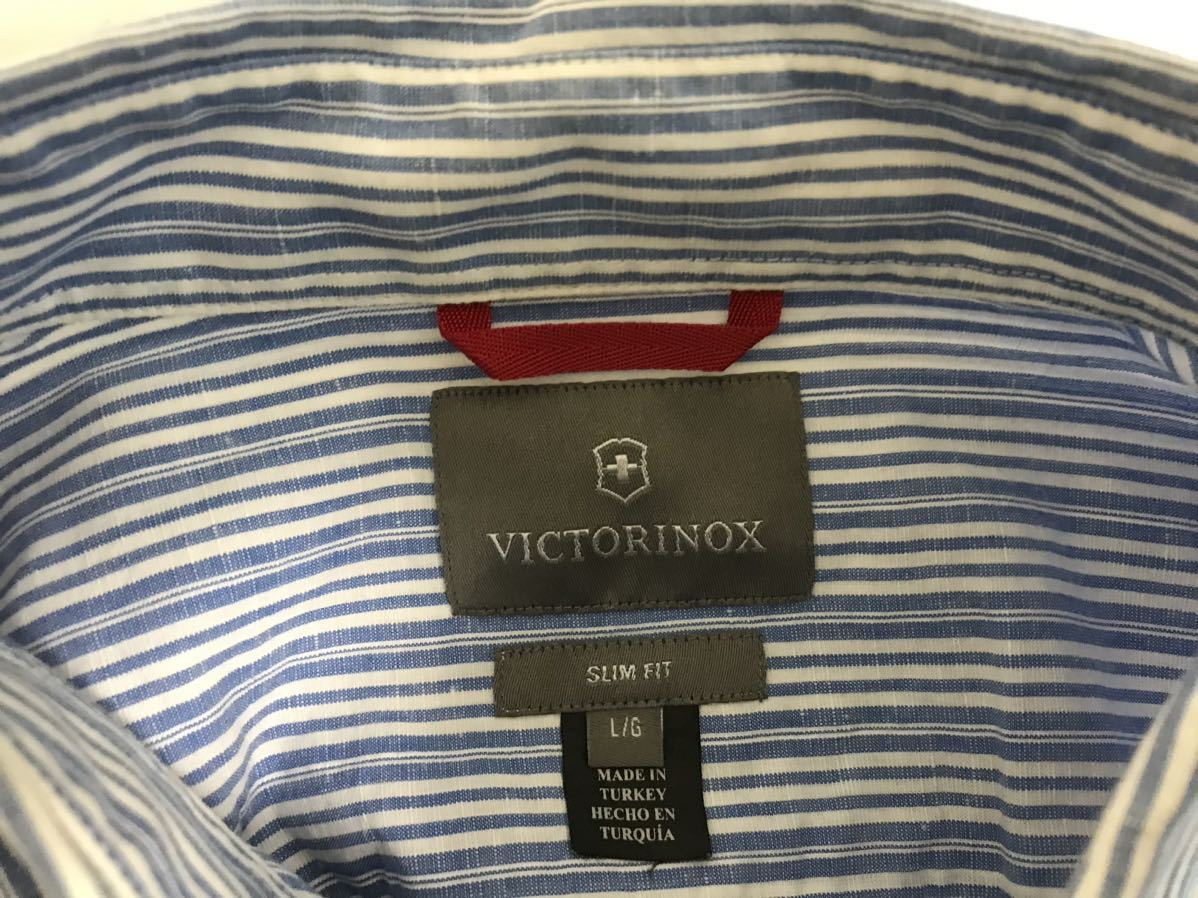 VICTORINOX
SLIM FIT
L/G
MADE IN
TURKEY
HECHO EN
TURQUÍA